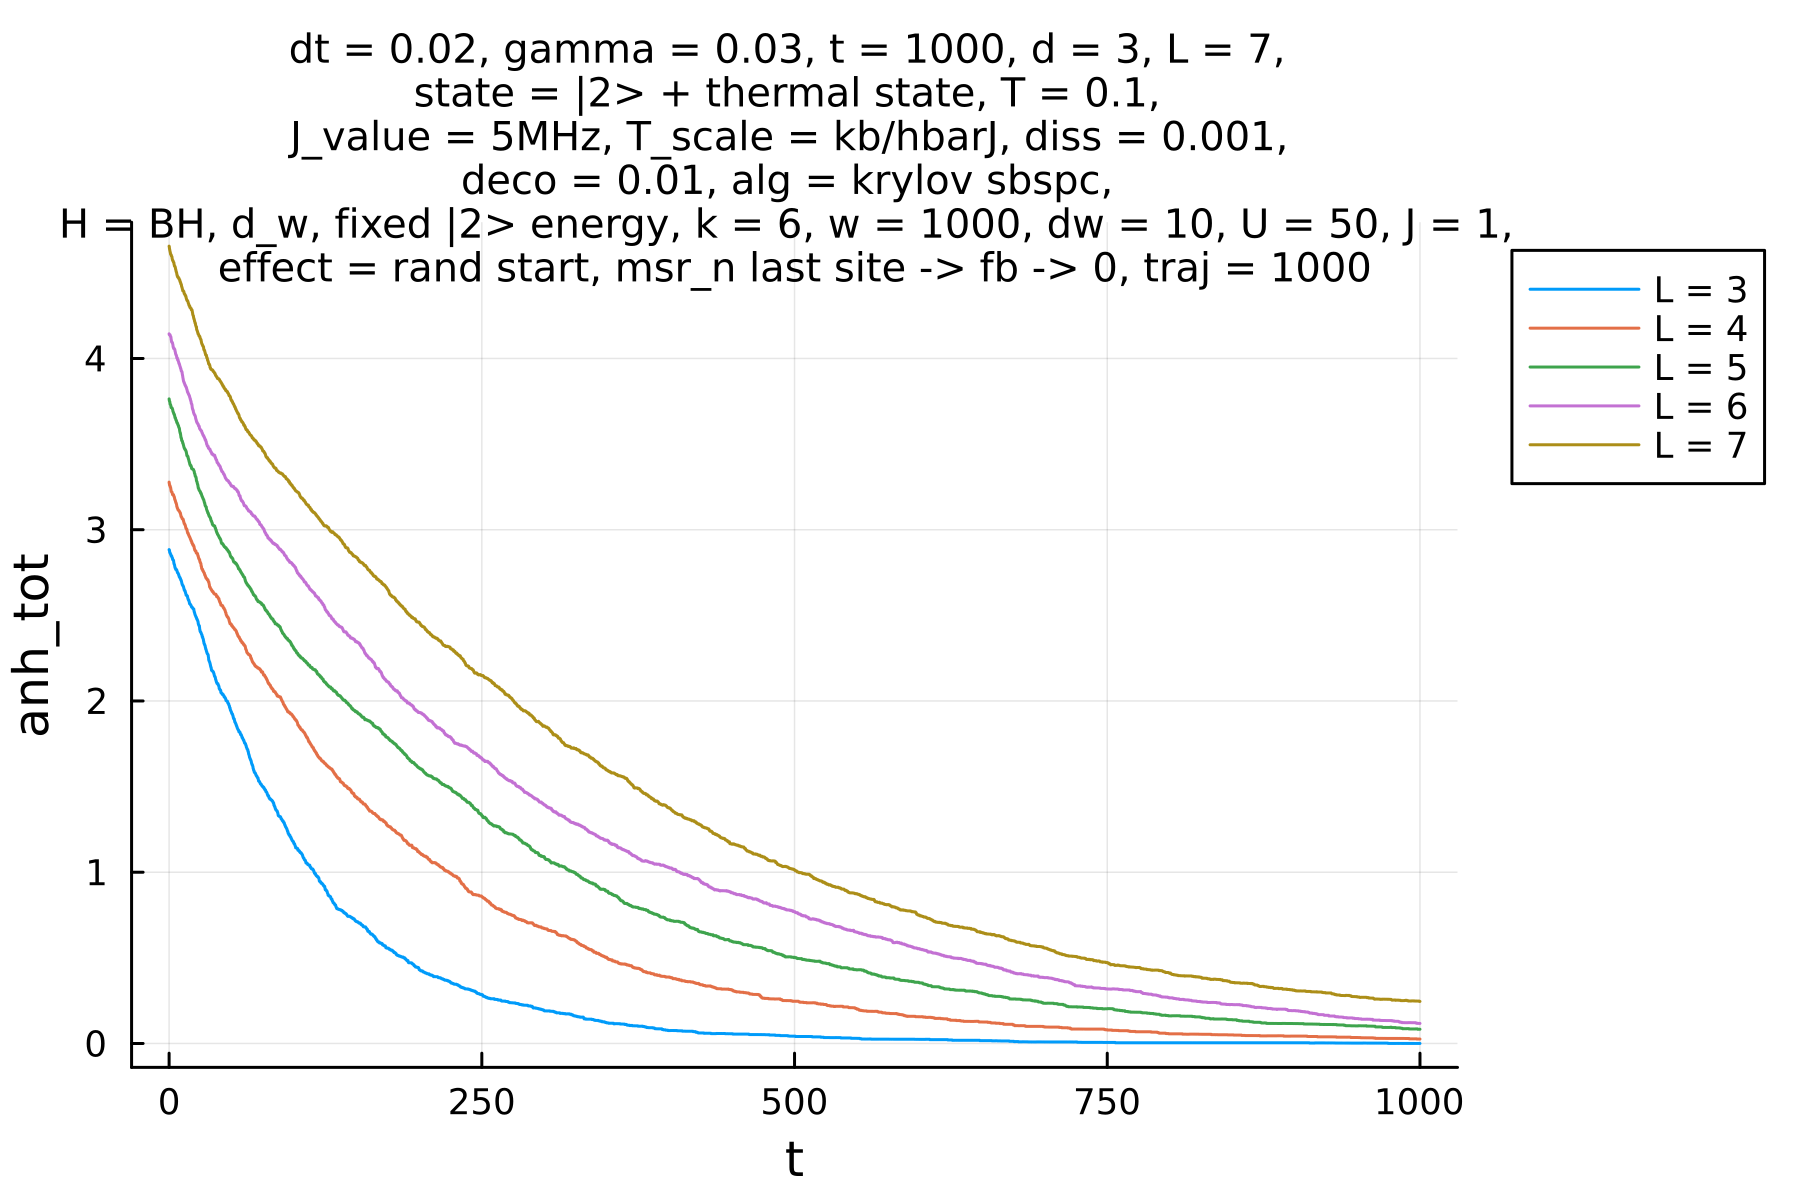 dt = 0.02, gamma = 0.03, t = 1000, d = 3, L = 7,
state = |2> + thermal state, T = 0.1,
J_value = 5MHz, T_scale = kb/hbarJ, diss = 0.001,
deco = 0.01, alg = krylov sbspc,
H = BH, d_w, fixed |2> energy, k = 6, w = 1000, dw = 10, U = 50, J = 1,
effect = rand start, msr_n last site -> fb -> 0, traj = 1000
L = 3
L = 4
L = 5
L = 6
L = 7
anh_tot
4
3
2
1
0
0 250 500 750 1000
t